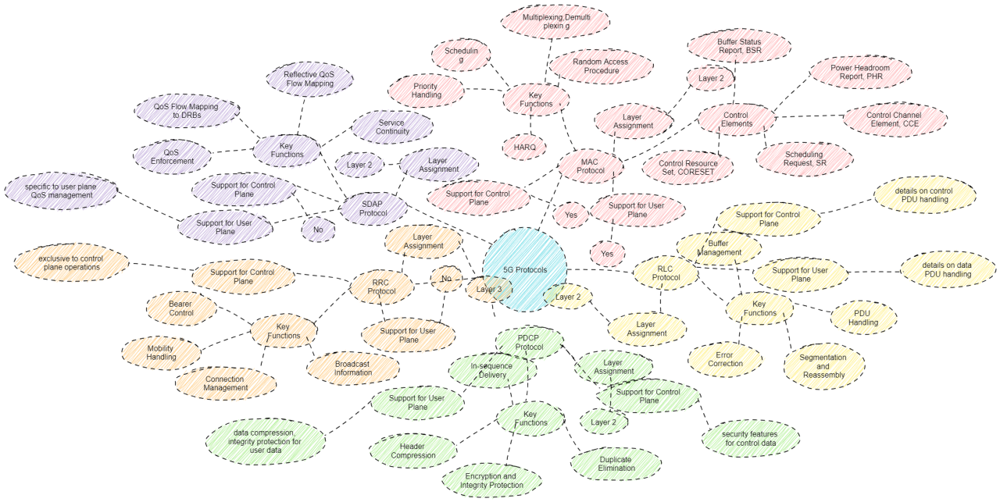 Multiplexing,Demulti
plexin g
Schedulin
g
Random Access
Procedure
Priority
Handling
Key
Functions
HARQ
Buffer Status
Report, BSR
Layer 2
Power Headroom
Report, PHR
Layer
Assignment
Control
Elements
Control Channel
Element, CCE
Control Resource
Set, CORESET
Scheduling
Request, SR
MAC
Protocol
Support for Control
Plane
Yes
Support for User
Plane
Yes
Reflective QoS
Flow Mapping
QoS Flow Mapping
to DRBs
Service
Continuity
QoS
Enforcement
Key
Functions
Layer 2
Layer
Assignment
specific to user plane
QoS management
Support for Control
Plane
SDAP
Protocol
Support for User
Plane
No
5G Protocols
details on control
PDU handling
Support for Control
Plane
Buffer
Management
RLC
Protocol
Support for User
Plane
details on data
PDU handling
Layer 2
Key
Functions
PDU
Handling
Layer
Assignment
Error
Correction
Segmentation
and
Reassembly
Layer
Assignment
exclusive to control
plane operations
Support for Control
Plane
RRC
Protocol
No
Layer 3
Bearer
Control
Key
Functions
Support for User
Plane
Mobility
Handling
Broadcast
Information
Connection
Management
PDCP
Protocol
In-sequence
Delivery
Layer
Assignment
Support for User
Plane
Support for Control
Plane
Key
Functions
Layer 2
data compression,
integrity protection for
user data
security features
for control data
Header
Compression
Encryption and
Integrity Protection
Duplicate
Elimination